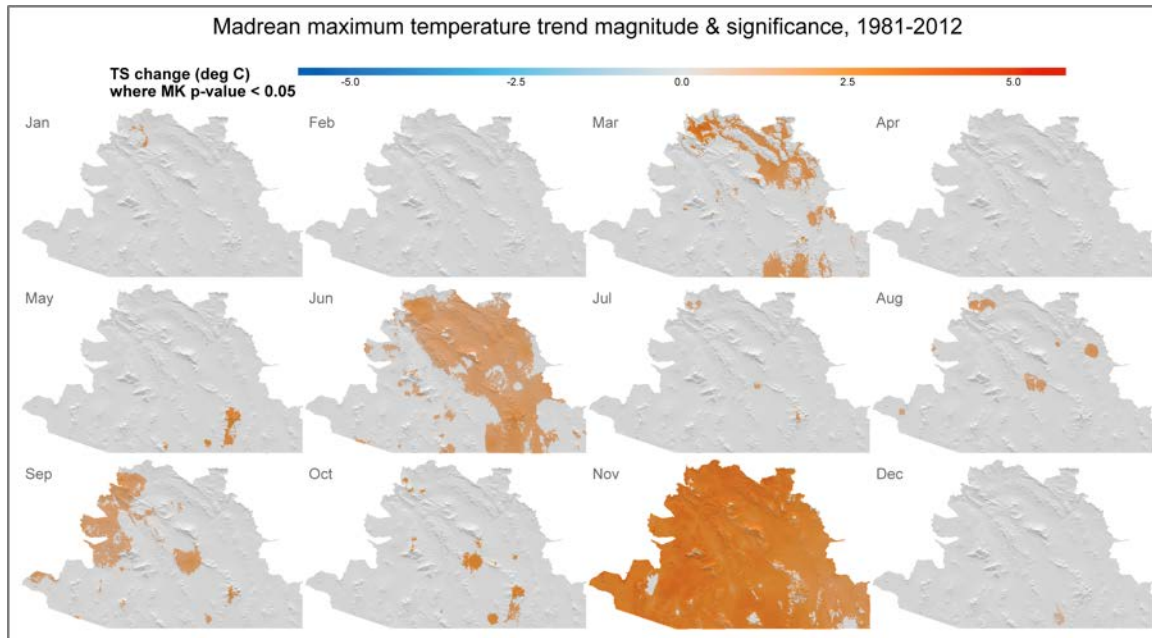 Madrean maximum temperature trend magnitude & significance, 1981-2012
TS change (deg C)
where MK p-value < 0.05
-5.0 -2.5 0.0 2.5 5.0
Jan Feb Mar Apr
May Jun Jul Aug
Sep Oct Nov Dec